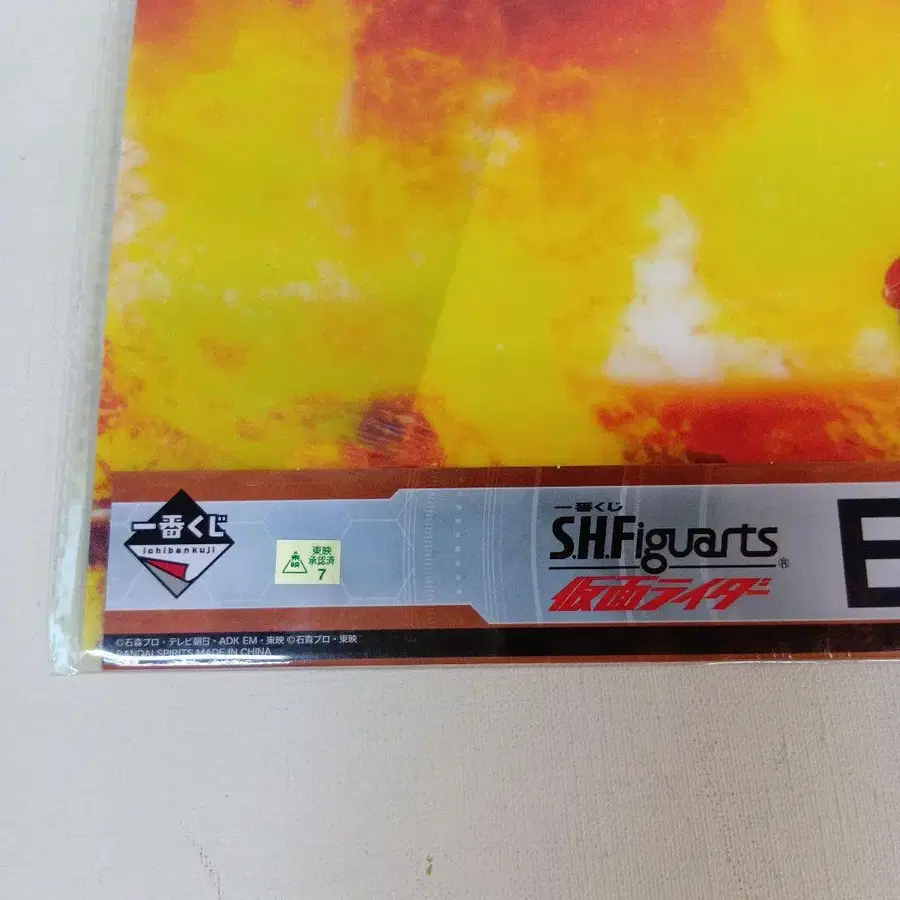 一番くじ
ichibankuji
東映
東映
承認済
7
一番くじ
S.H.Figuarts®
仮面ライダー
E
©石森プロ・テレビ朝日・ADK EM・東映 ©石森プロ・東映
BANDAI SPIRITS MADE IN CHINA